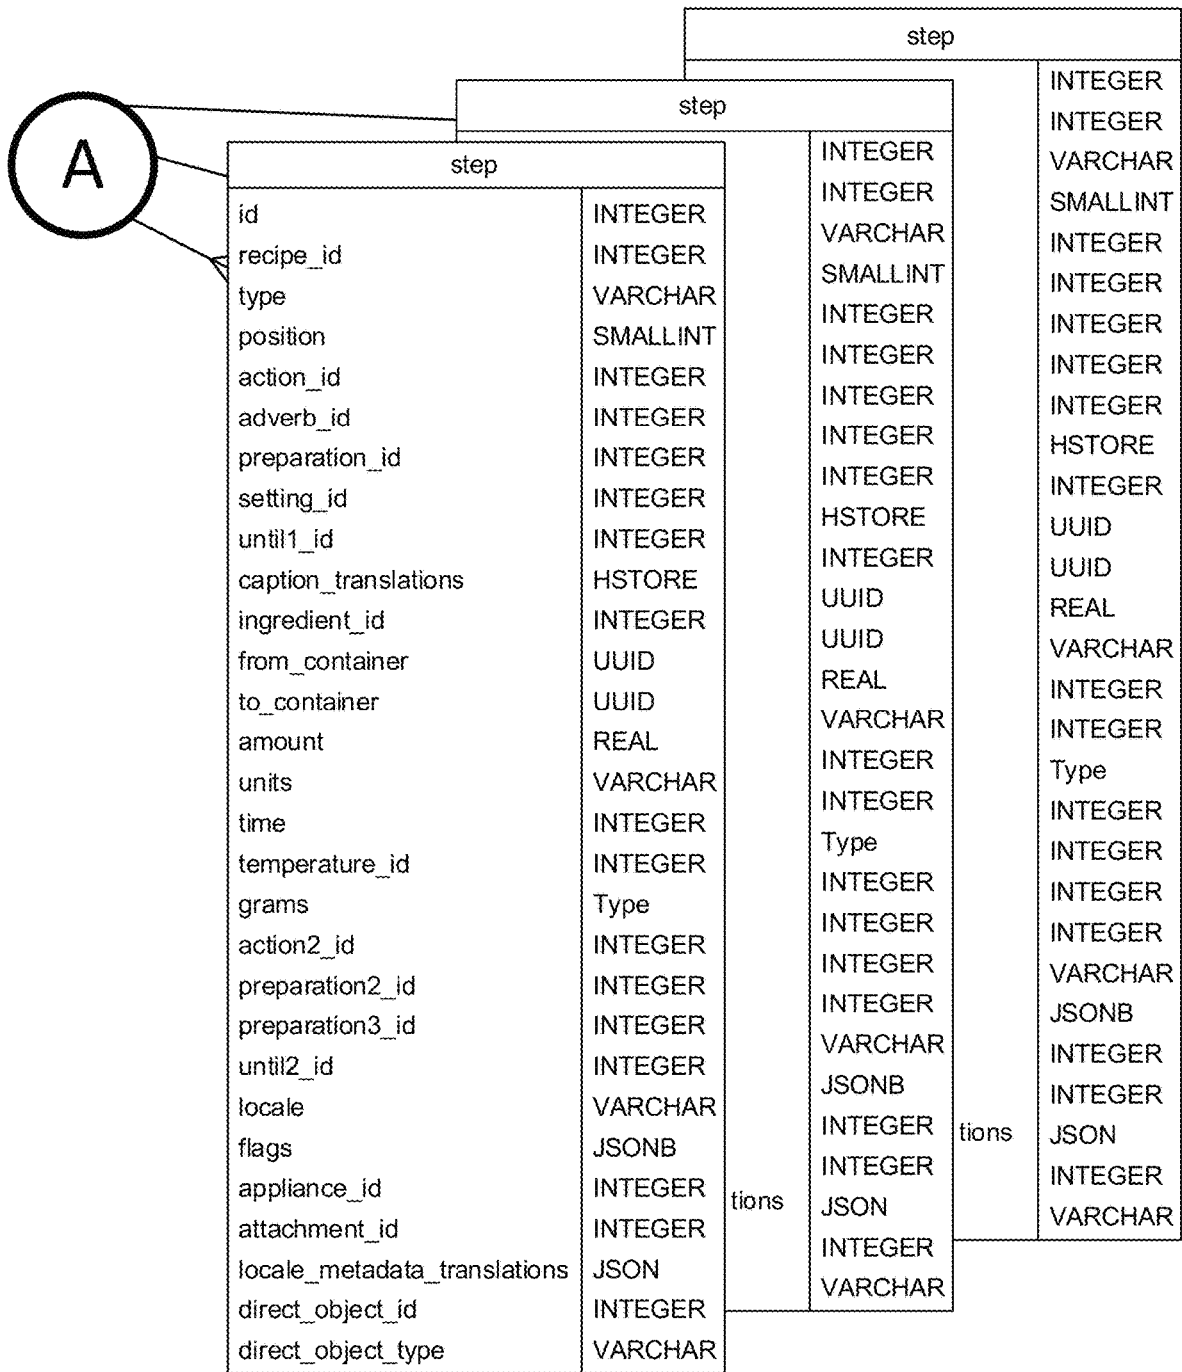 A
step
id INTEGER
recipe_id INTEGER
type VARCHAR
position SMALLINT
action_id INTEGER
adverb_id INTEGER
preparation_id INTEGER
setting_id INTEGER
until1_id INTEGER
caption_translations HSTORE
ingredient_id INTEGER
from_container UUID
to_container UUID
amount REAL
units VARCHAR
time INTEGER
temperature_id INTEGER
grams Type
action2_id INTEGER
preparation2_id INTEGER
preparation3_id INTEGER
until2_id INTEGER
locale VARCHAR
flags JSONB
appliance_id INTEGER
attachment_id INTEGER
locale_metadata_translations JSON
direct_object_id INTEGER
direct_object_type VARCHAR
step
INTEGER
INTEGER
VARCHAR
SMALLINT
INTEGER
INTEGER
INTEGER
INTEGER
INTEGER
HSTORE
INTEGER
UUID
UUID
REAL
VARCHAR
INTEGER
INTEGER
Type
INTEGER
INTEGER
INTEGER
INTEGER
VARCHAR
JSONB
INTEGER
INTEGER
tions JSON
INTEGER
VARCHAR
step
INTEGER
INTEGER
VARCHAR
SMALLINT
INTEGER
INTEGER
INTEGER
INTEGER
INTEGER
HSTORE
INTEGER
UUID
UUID
REAL
VARCHAR
INTEGER
INTEGER
Type
INTEGER
INTEGER
INTEGER
INTEGER
VARCHAR
JSONB
INTEGER
INTEGER
tions JSON
INTEGER
VARCHAR